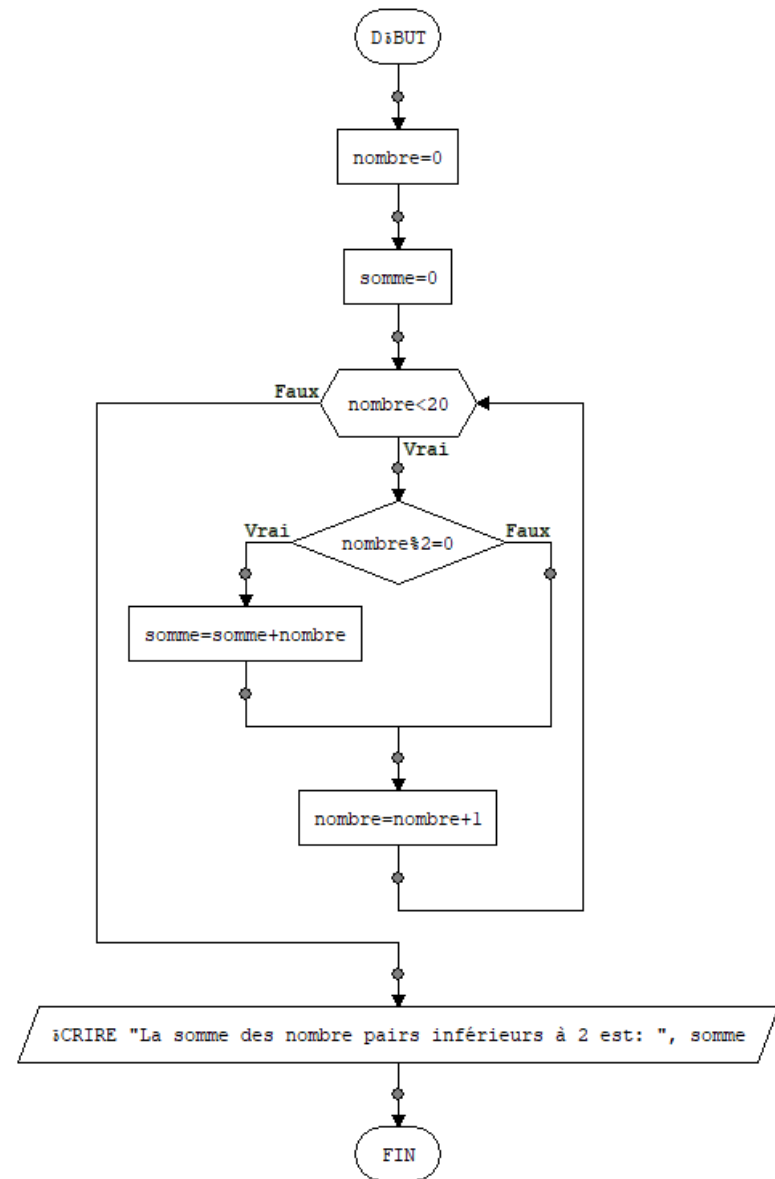 DॿBUT
nombre=0
somme=0
Faux
nombre<20
Vrai
Vrai
nombre%2=0
Faux
somme=somme+nombre
nombre=nombre+1
CRIRE "La somme des nombre pairs inférieurs à 2 est: ", somme
FIN